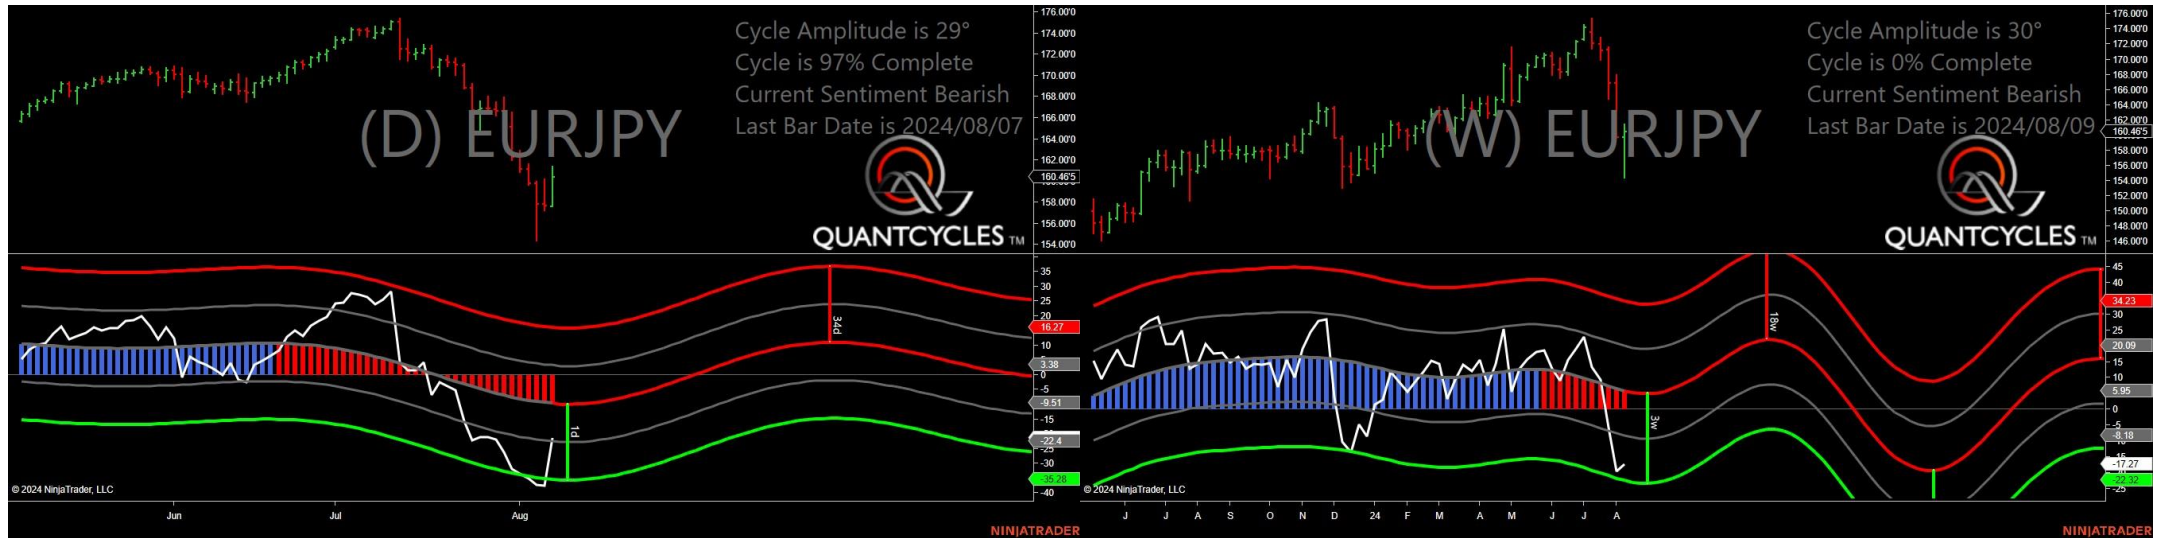 Cycle Amplitude is 29°
Cycle is 97% Complete
Current Sentiment Bearish
Last Bar Date is 2024/08/07
(D) EURJPY
QUANTCYCLES TM
176.00'0
174.00'0
172.00'0
170.00'0
168.00'0
166.00'0
164.00'0
162.00'0
160.46'5
158.00'0
156.00'0
154.00'0
35
30
25
20
16.27
10
5
3.38
0
-5
-9.51
-15
-22.4
-25
-30
-35.28
-40
34d
1d
© 2024 NinjaTrader, LLC
Jun Jul Aug
NINJATRADER
Cycle Amplitude is 30°
Cycle is 0% Complete
Current Sentiment Bearish
Last Bar Date is 2024/08/09
(W) EURJPY
QUANTCYCLES TM
176.00'0
174.00'0
172.00'0
170.00'0
168.00'0
166.00'0
164.00'0
162.00'0
160.46'5
158.00'0
156.00'0
154.00'0
152.00'0
150.00'0
148.00'0
146.00'0
45
34.23
30
25
20.09
15
10
5.95
0
-5
-8.18
-17.27
-22.32
-25
18w
3w
© 2024 NinjaTrader, LLC
J J A S O N D 24 F M A M J J A
NINJATRADER